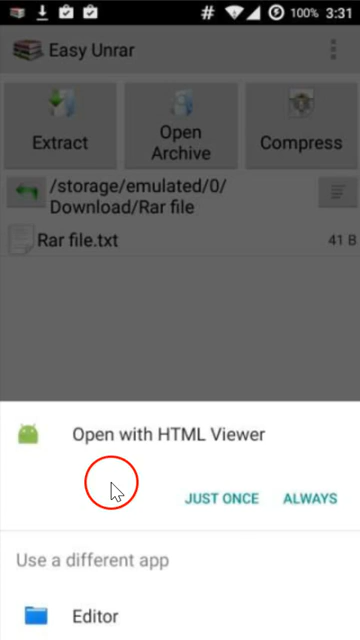 # 100% 3:31
Easy Unrar
Extract
Open
Archive
Compress
/storage/emulated/0/
Download/Rar file
Rar file.txt 41 B
Open with HTML Viewer
JUST ONCE ALWAYS
Use a different app
Editor